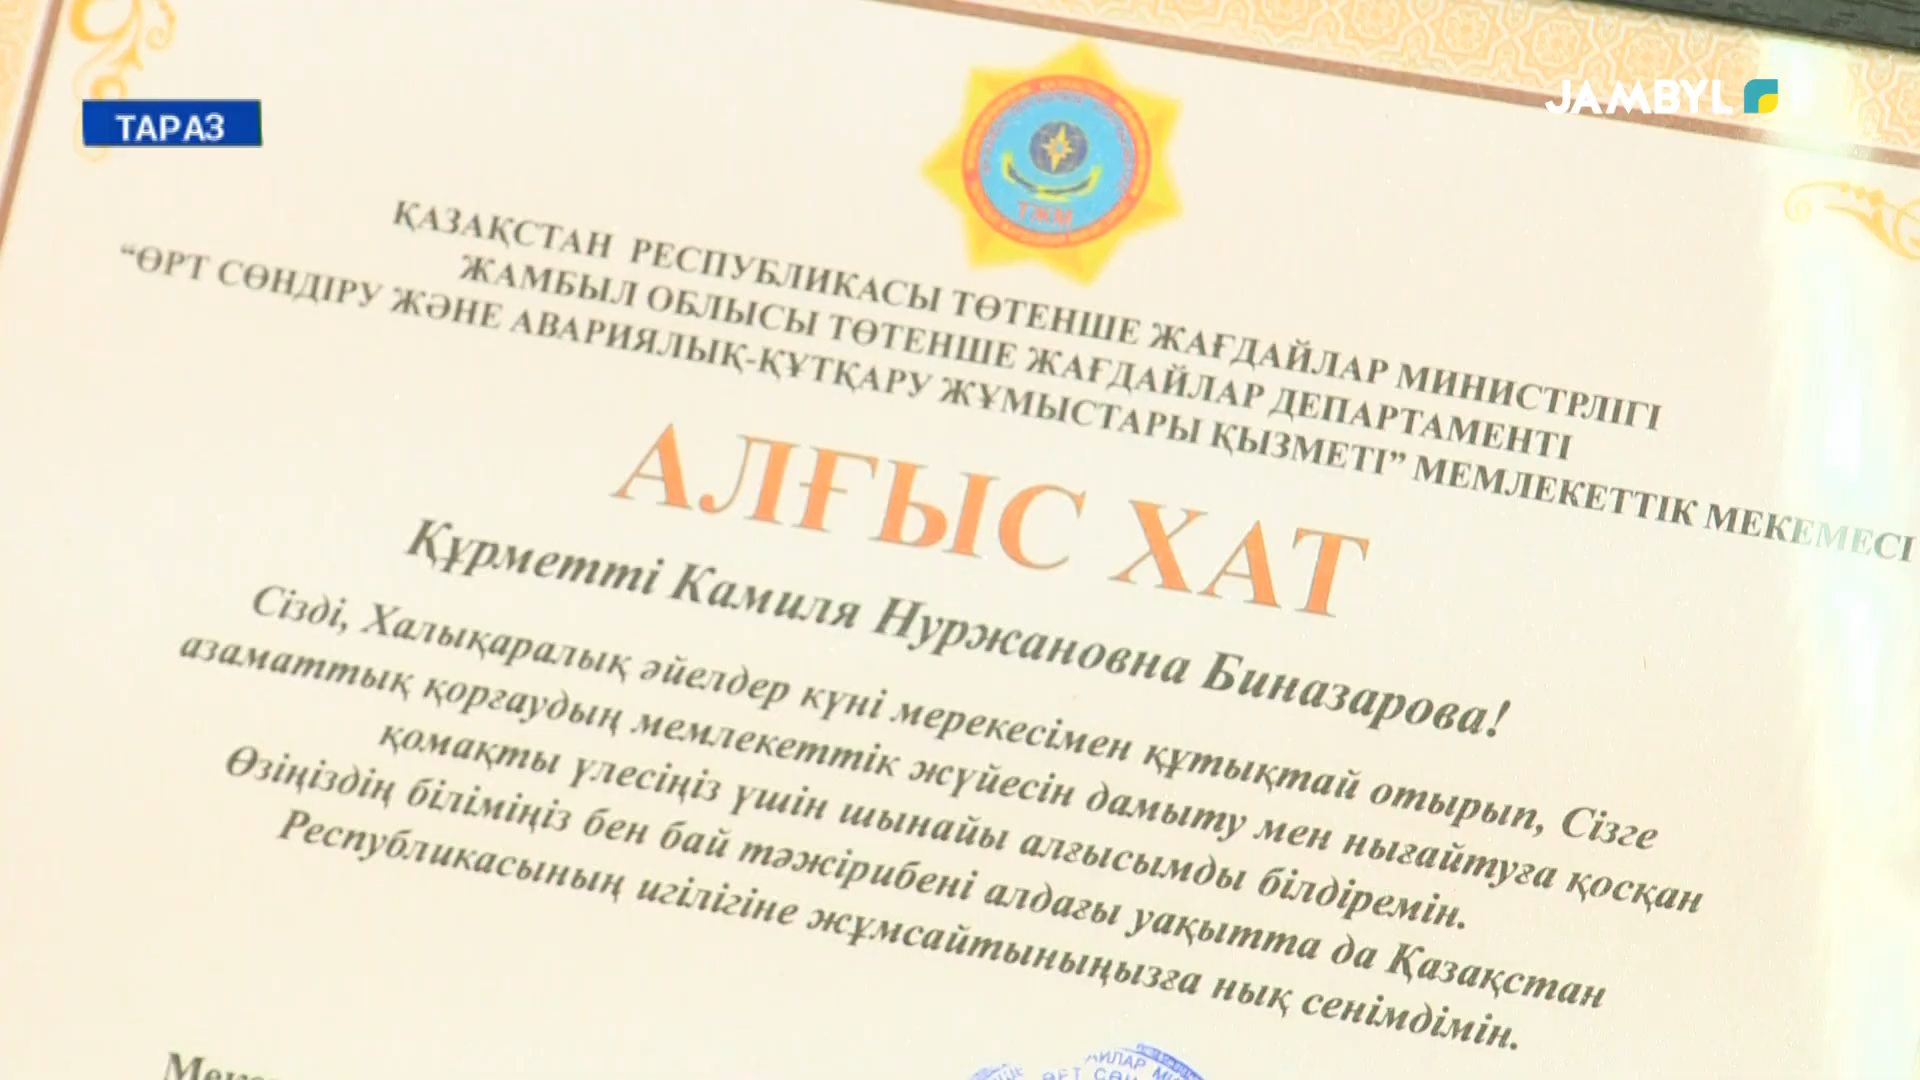 ТАРАЗ
JAMBYL
ТЖМ
ҚАЗАҚСТАН РЕСПУБЛИКАСЫ ТӨТЕНШЕ ЖАҒДАЙЛАР МИНИСТРЛІГІ
ЖАМБЫЛ ОБЛЫСЫ ТӨТЕНШЕ ЖАҒДАЙЛАР ДЕПАРТАМЕНТІ
“ӨРТ СӨНДІРУ ЖӘНЕ АВАРИЯЛЫҚ-ҚҰТҚАРУ ЖҰМЫСТАРЫ ҚЫЗМЕТІ” МЕМЛЕКЕТТІК МЕКЕМЕСІ
АЛҒЫС ХАТ
Құрметті Камиля Нуржановна Биназарова!
Сізді, Халықаралық әйелдер күні мерекесімен құтықтай отырып, Сізге
азаматтық қорғаудың мемлекеттік жүйесін дамыту мен нығайтуға қосқан
қомақты үлесіңіз үшін шынайы алғысымды білдіремін.
Өзіңіздің біліміңіз бен бай тәжірибені алдағы уақытта да Қазақстан
Республикасының игілігіне жұмсайтыныңызға нық сенімдімін.